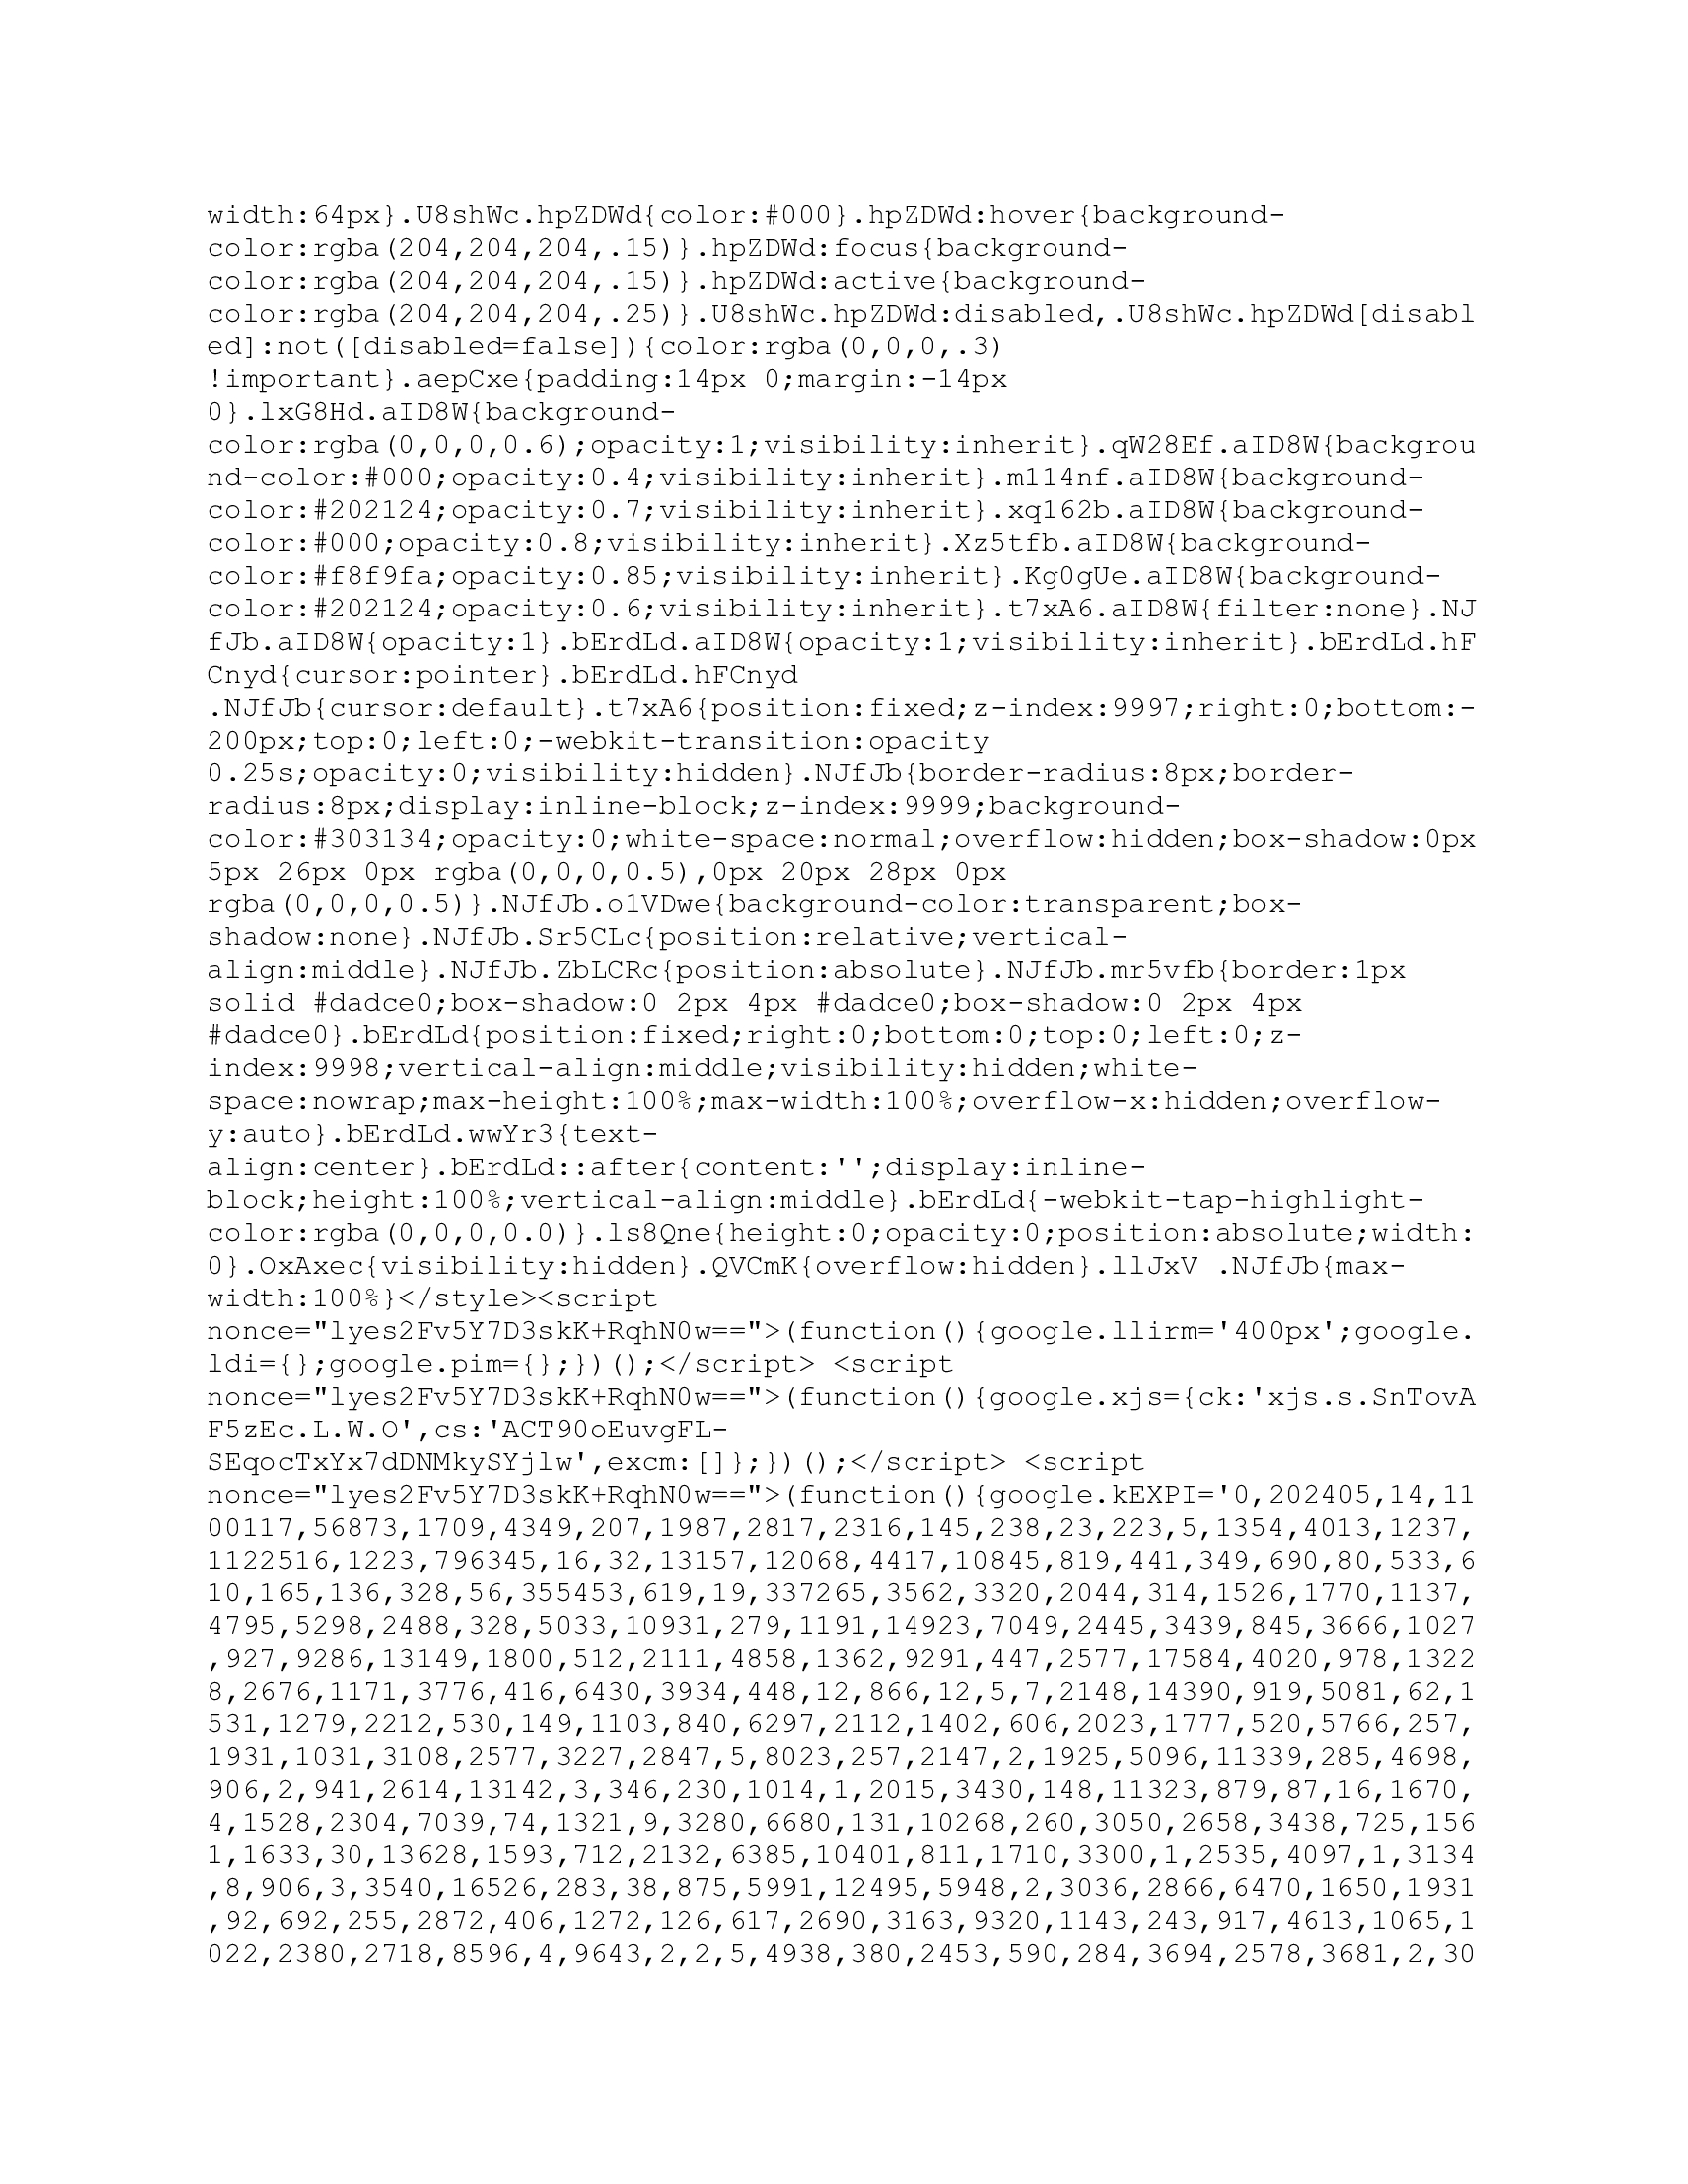 width:64px}.U8shWc.hpZDWd{color:#000}.hpZDWd:hover{background-
color:rgba(204,204,204,.15)}.hpZDWd:focus{background-
color:rgba(204,204,204,.15)}.hpZDWd:active{background-
color:rgba(204,204,204,.25)}.U8shWc.hpZDWd:disabled,.U8shWc.hpZDWd[disabl
ed]:not([disabled=false]){color:rgba(0,0,0,.3)
!important}.aepCxe{padding:14px 0;margin:-14px
0}.lxG8Hd.aID8W{background-
color:rgba(0,0,0,0.6);opacity:1;visibility:inherit}.qW28Ef.aID8W{backgrou
nd-color:#000;opacity:0.4;visibility:inherit}.m114nf.aID8W{background-
color:#202124;opacity:0.7;visibility:inherit}.xq162b.aID8W{background-
color:#000;opacity:0.8;visibility:inherit}.Xz5tfb.aID8W{background-
color:#f8f9fa;opacity:0.85;visibility:inherit}.Kg0gUe.aID8W{background-
color:#202124;opacity:0.6;visibility:inherit}.t7xA6.aID8W{filter:none}.NJ
fJb.aID8W{opacity:1}.bErdLd.aID8W{opacity:1;visibility:inherit}.bErdLd.hF
Cnyd{cursor:pointer}.bErdLd.hFCnyd
.NJfJb{cursor:default}.t7xA6{position:fixed;z-index:9997;right:0;bottom:-
200px;top:0;left:0;-webkit-transition:opacity
0.25s;opacity:0;visibility:hidden}.NJfJb{border-radius:8px;border-
radius:8px;display:inline-block;z-index:9999;background-
color:#303134;opacity:0;white-space:normal;overflow:hidden;box-shadow:0px
5px 26px 0px rgba(0,0,0,0.5),0px 20px 28px 0px
rgba(0,0,0,0.5)}.NJfJb.o1VDwe{background-color:transparent;box-
shadow:none}.NJfJb.Sr5CLc{position:relative;vertical-
align:middle}.NJfJb.ZbLCRc{position:absolute}.NJfJb.mr5vfb{border:1px
solid #dadce0;box-shadow:0 2px 4px #dadce0;box-shadow:0 2px 4px
#dadce0}.bErdLd{position:fixed;right:0;bottom:0;top:0;left:0;z-
index:9998;vertical-align:middle;visibility:hidden;white-
space:nowrap;max-height:100%;max-width:100%;overflow-x:hidden;overflow-
y:auto}.bErdLd.wwYr3{text-
align:center}.bErdLd::after{content:'';display:inline-
block;height:100%;vertical-align:middle}.bErdLd{-webkit-tap-highlight-
color:rgba(0,0,0,0.0)}.ls8Qne{height:0;opacity:0;position:absolute;width:
0}.OxAxec{visibility:hidden}.QVCmK{overflow:hidden}.llJxV .NJfJb{max-
width:100%}</style><script
nonce="lyes2Fv5Y7D3skK+RqhN0w==">(function(){google.llirm='400px';google.
ldi={};google.pim={};})();</script> <script
nonce="lyes2Fv5Y7D3skK+RqhN0w==">(function(){google.xjs={ck:'xjs.s.SnTovA
F5zEc.L.W.O',cs:'ACT90oEuvgFL-
SEqocTxYx7dDNMkySYjlw',excm:[]};})();</script> <script
nonce="lyes2Fv5Y7D3skK+RqhN0w==">(function(){google.kEXPI='0,202405,14,11
00117,56873,1709,4349,207,1987,2817,2316,145,238,23,223,5,1354,4013,1237,
1122516,1223,796345,16,32,13157,12068,4417,10845,819,441,349,690,80,533,6
10,165,136,328,56,355453,619,19,337265,3562,3320,2044,314,1526,1770,1137,
4795,5298,2488,328,5033,10931,279,1191,14923,7049,2445,3439,845,3666,1027
,927,9286,13149,1800,512,2111,4858,1362,9291,447,2577,17584,4020,978,1322
8,2676,1171,3776,416,6430,3934,448,12,866,12,5,7,2148,14390,919,5081,62,1
531,1279,2212,530,149,1103,840,6297,2112,1402,606,2023,1777,520,5766,257,
1931,1031,3108,2577,3227,2847,5,8023,257,2147,2,1925,5096,11339,285,4698,
906,2,941,2614,13142,3,346,230,1014,1,2015,3430,148,11323,879,87,16,1670,
4,1528,2304,7039,74,1321,9,3280,6680,131,10268,260,3050,2658,3438,725,156
1,1633,30,13628,1593,712,2132,6385,10401,811,1710,3300,1,2535,4097,1,3134
,8,906,3,3540,16526,283,38,875,5991,12495,5948,2,3036,2866,6470,1650,1931
,92,692,255,2872,406,1272,126,617,2690,3163,9320,1143,243,917,4613,1065,1
022,2380,2718,8596,4,9643,2,2,5,4938,380,2453,590,284,3694,2578,3681,2,30